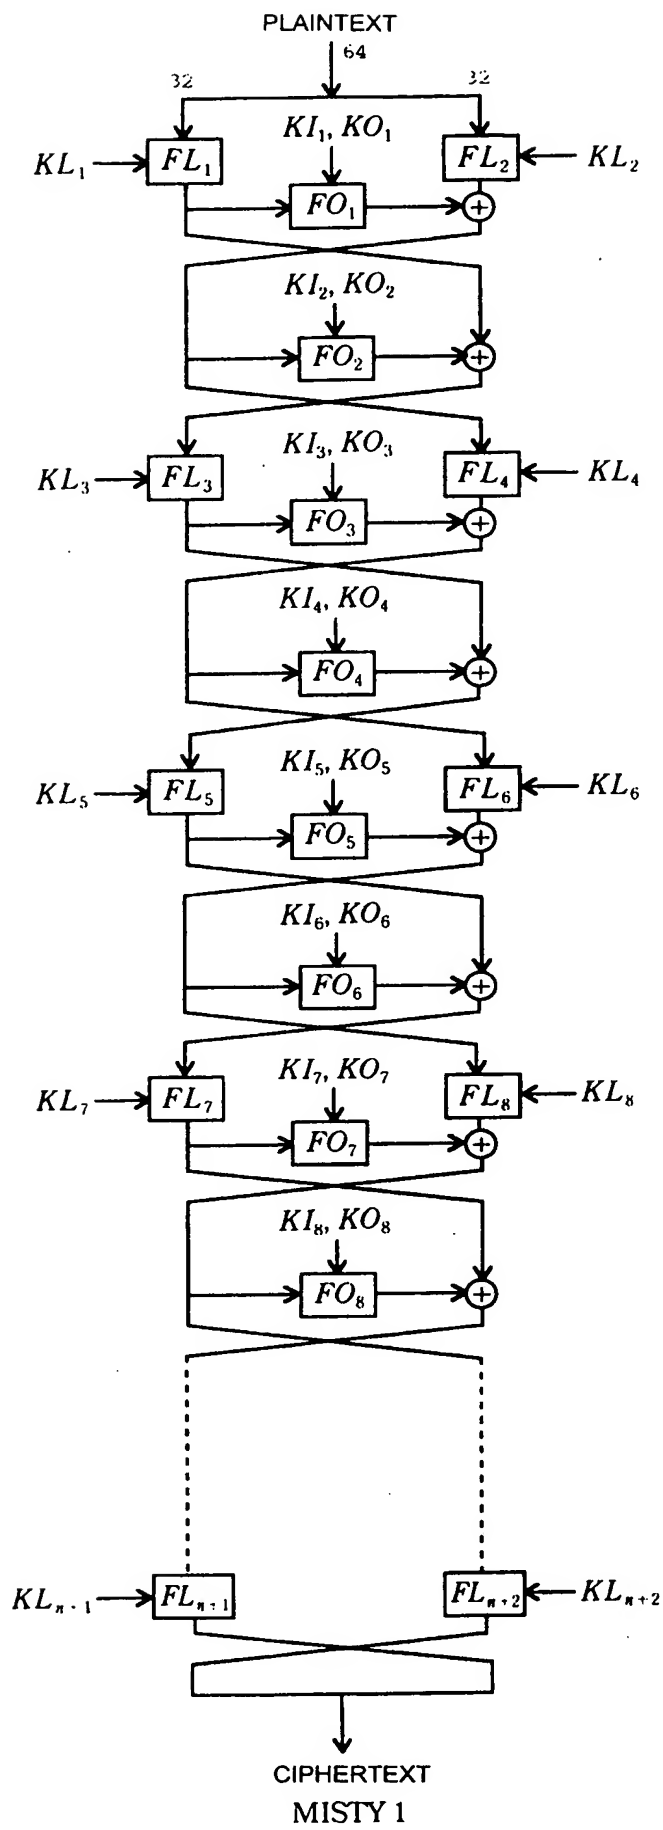 PLAINTEXT
64
32 32
KI₁, KO₁
KL₁ FL₁ FL₂ KL₂
FO₁
KI₂, KO₂
FO₂
KI₃, KO₃
KL₃ FL₃ FL₄ KL₄
FO₃
KI₄, KO₄
FO₄
KI₅, KO₅
KL₅ FL₅ FL₆ KL₆
FO₅
KI₆, KO₆
FO₆
KI₇, KO₇
KL₇ FL₇ FL₈ KL₈
FO₇
KI₈, KO₈
FO₈
KLₙ₊₁ FLₙ₊₁ FLₙ₊₂ KLₙ₊₂
CIPHERTEXT
MISTY 1